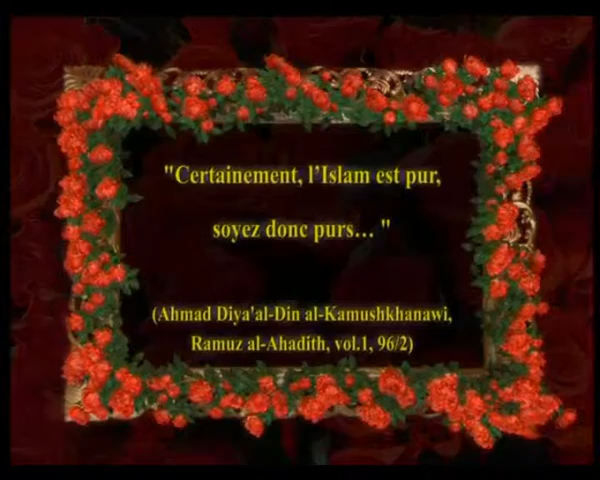 "Certainement, l'Islam est pur,
soyez donc purs... "
(Ahmad Diya'al-Din al-Kamushkhanawi,
Ramuz al-Ahadith, vol.1, 96/2)